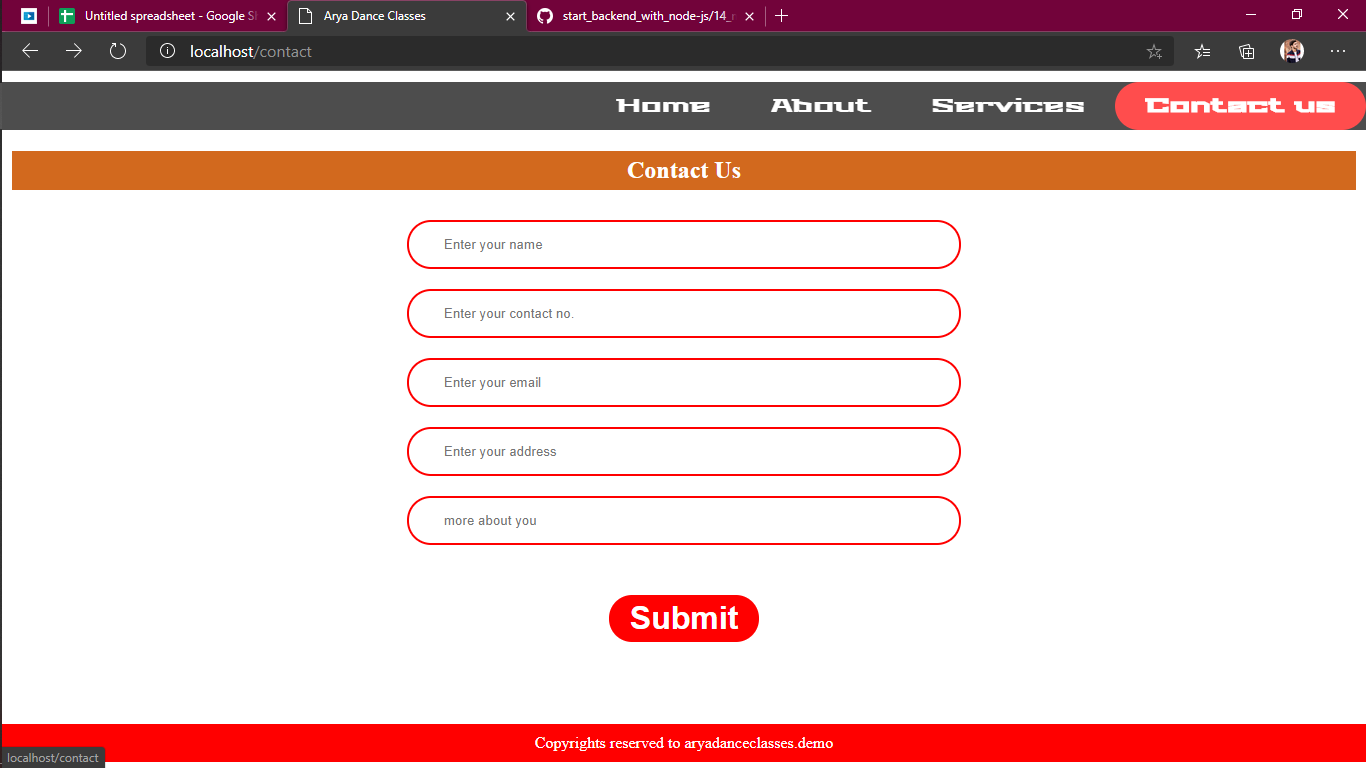 Untitled spreadsheet - Google Sh
Arya Dance Classes
start_backend_with_node-js/14_
localhost/contact
Home About Services Contact us
Contact Us
Enter your name
Enter your contact no.
Enter your email
Enter your address
more about you
Submit
Copyrights reserved to aryadanceclasses.demo
localhost/contact